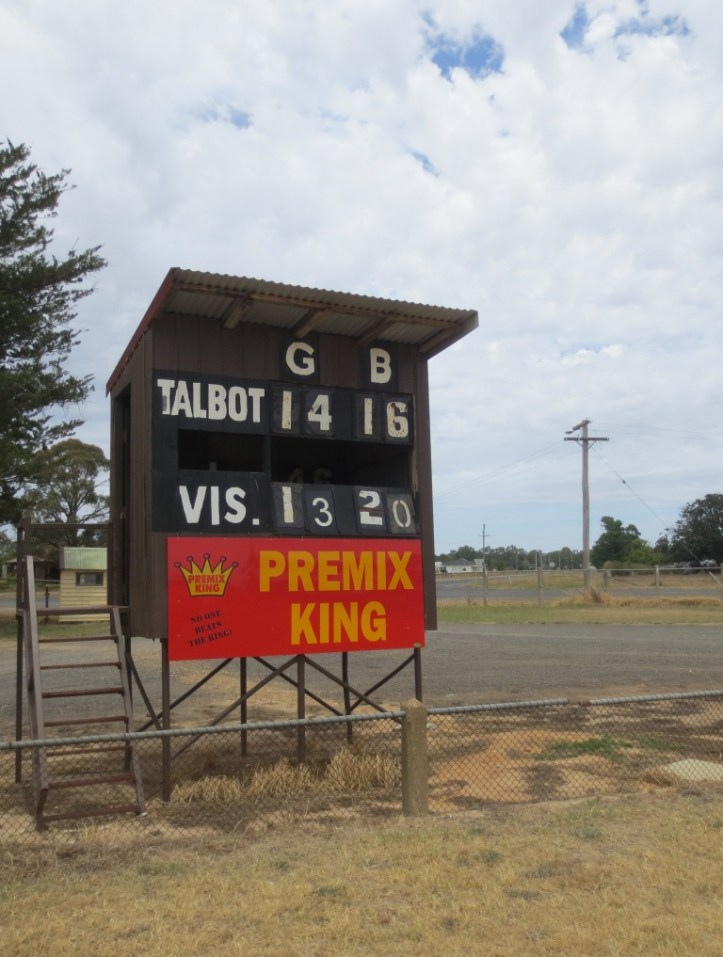 G B
TALBOT 14 16
VIS. 13 20
PREMIX
KING
PREMIX
KING
NO ONE
BEATS
THE KING!